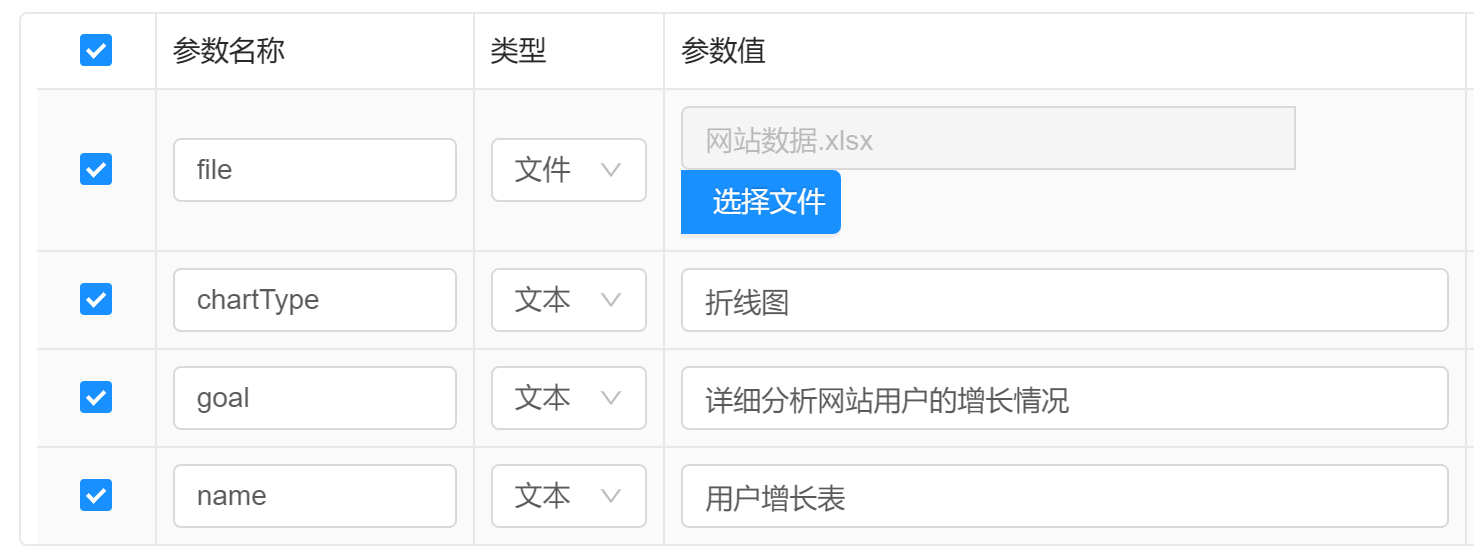 参数名称 类型 参数值
file 文件 网站数据.xlsx
选择文件
chartType 文本 折线图
goal 文本 详细分析网站用户的增长情况
name 文本 用户增长表